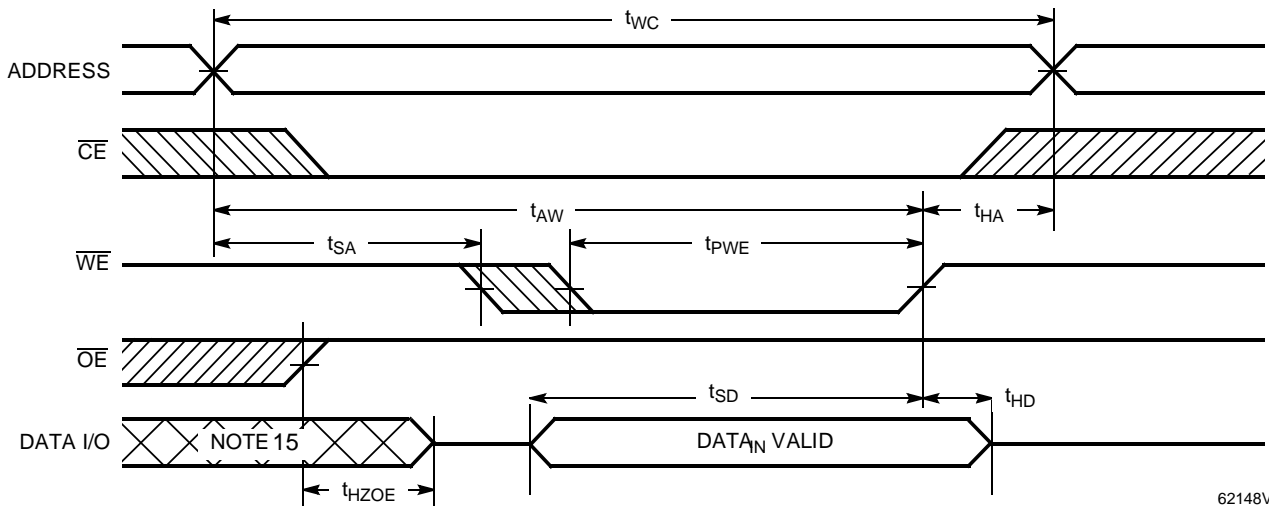 tWC
ADDRESS
CE
tAW
tHA
tSA
tPWE
WE
OE
tSD
tHD
DATA I/O
NOTE 15
DATAIN VALID
tHZOE
62148V